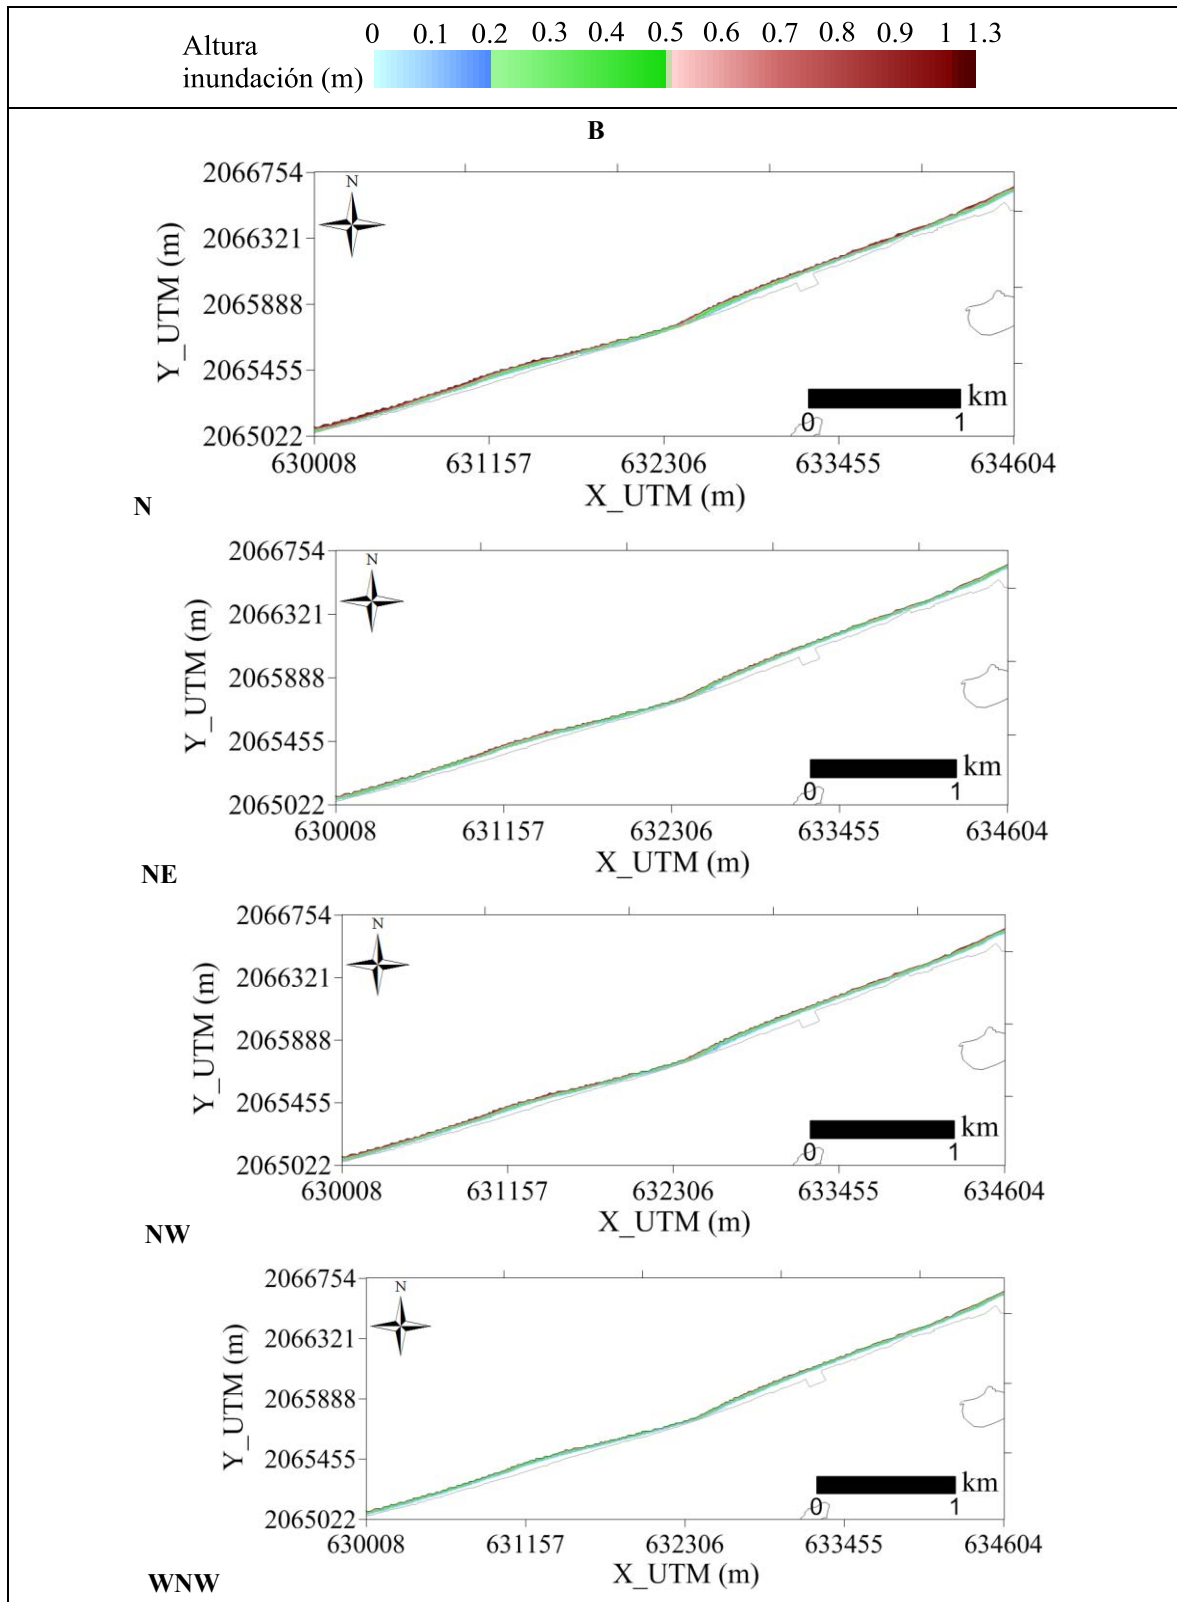 Altura
inundación (m)
0 0.1 0.2 0.3 0.4 0.5 0.6 0.7 0.8 0.9 1 1.3
B
2066754
2066321
2065888
2065455
2065022
Y_UTM (m)
N
km
0 1
630008 631157 632306 633455 634604
X_UTM (m)
N
2066754
2066321
2065888
2065455
2065022
Y_UTM (m)
N
km
0 1
630008 631157 632306 633455 634604
X_UTM (m)
NE
2066754
2066321
2065888
2065455
2065022
Y_UTM (m)
N
km
0 1
630008 631157 632306 633455 634604
X_UTM (m)
NW
2066754
2066321
2065888
2065455
2065022
Y_UTM (m)
N
km
0 1
630008 631157 632306 633455 634604
X_UTM (m)
WNW